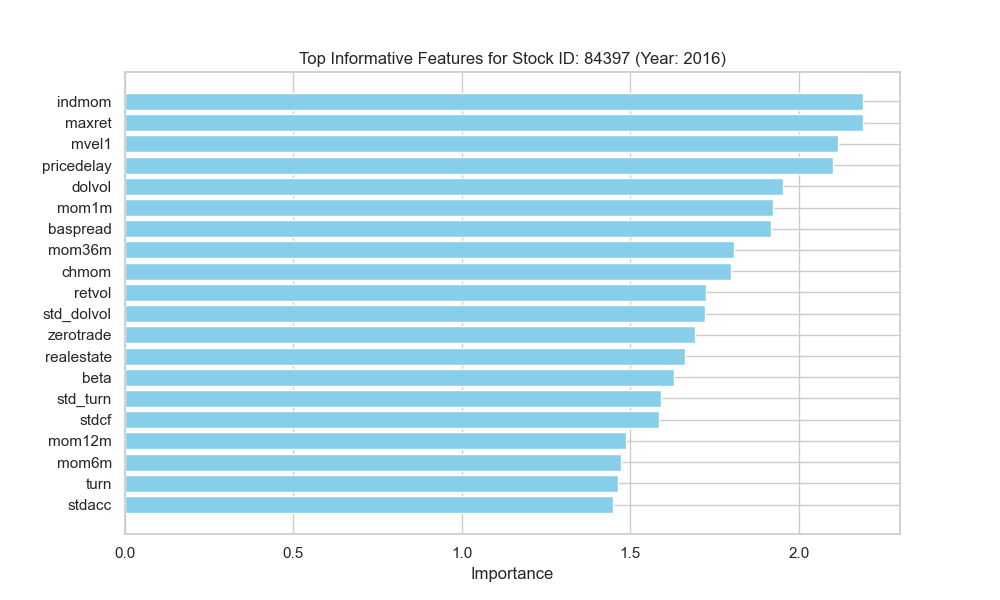 Top Informative Features for Stock ID: 84397 (Year: 2016)
indmom
maxret
mvel1
pricedelay
dolvol
mom1m
baspread
mom36m
chmom
retvol
std_dolvol
zerotrade
realestate
beta
std_turn
stdcf
mom12m
mom6m
turn
stdacc
0.0 0.5 1.0 1.5 2.0
Importance